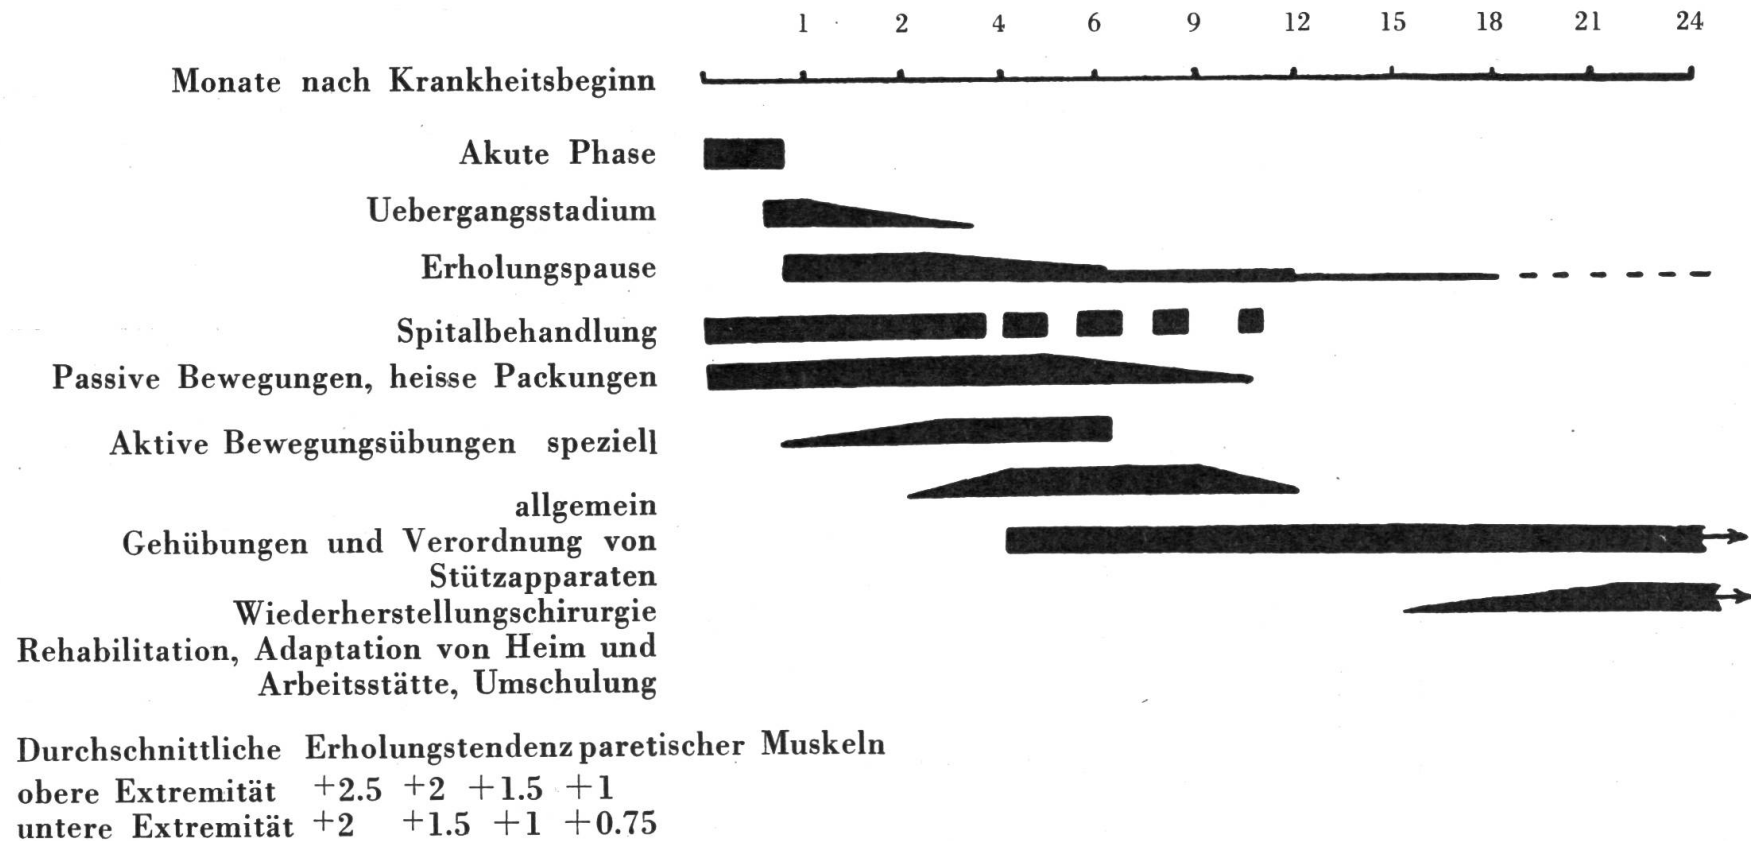 1 2 4 6 9 12 15 18 21 24
Monate nach Krankheitsbeginn
Akute Phase
Uebergangsstadium
Erholungspause
Spitalbehandlung
Passive Bewegungen, heisse Packungen
Aktive Bewegungsübungen speziell
allgemein
Gehübungen und Verordnung von
Stützapparaten
Wiederherstellungschirurgie
Rehabilitation, Adaptation von Heim und
Arbeitsstätte, Umschulung
Durchschnittliche Erholungstendenz paretischer Muskeln
obere Extremität +2.5 +2 +1.5 +1
untere Extremität +2 +1.5 +1 +0.75